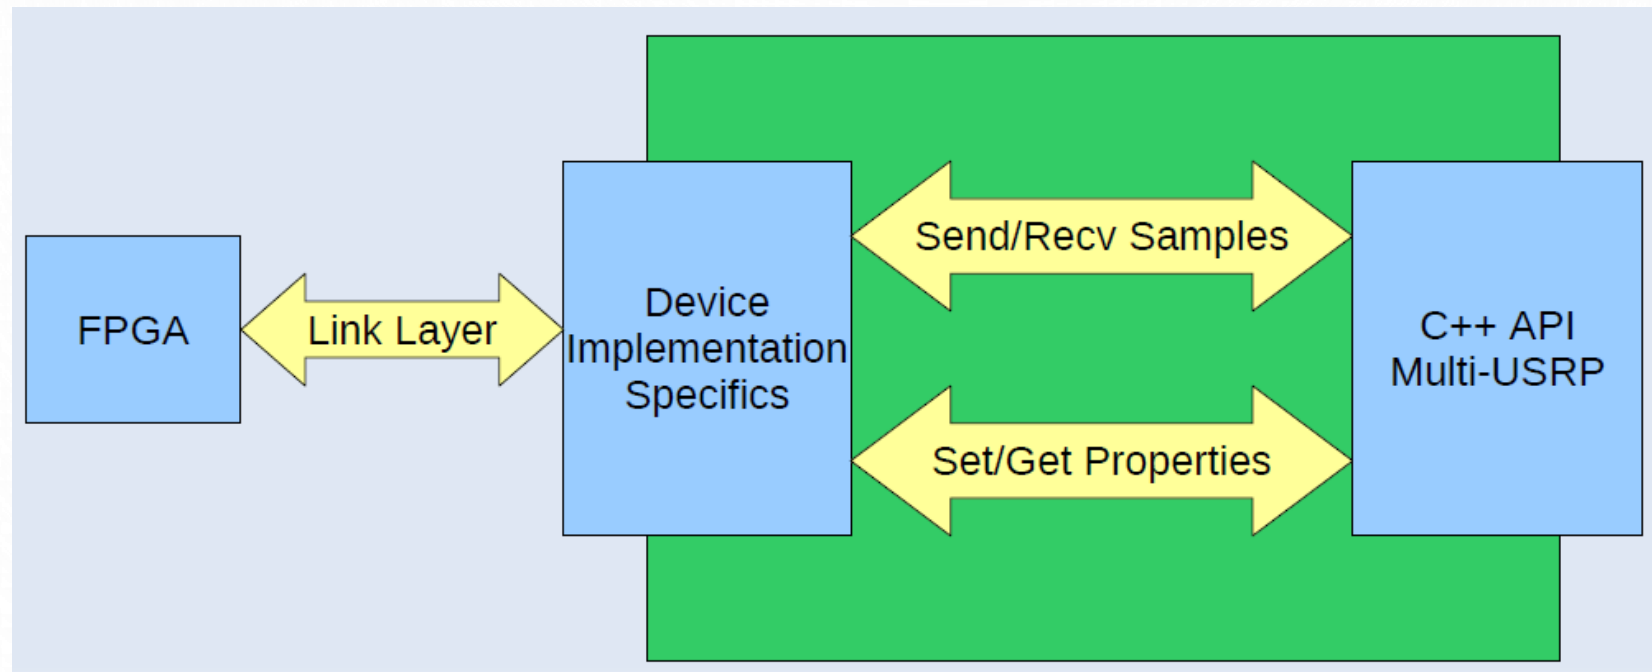 FPGA
Link Layer
Device
Implementation
Specifics
Send/Recv Samples
Set/Get Properties
C++ API
Multi-USRP